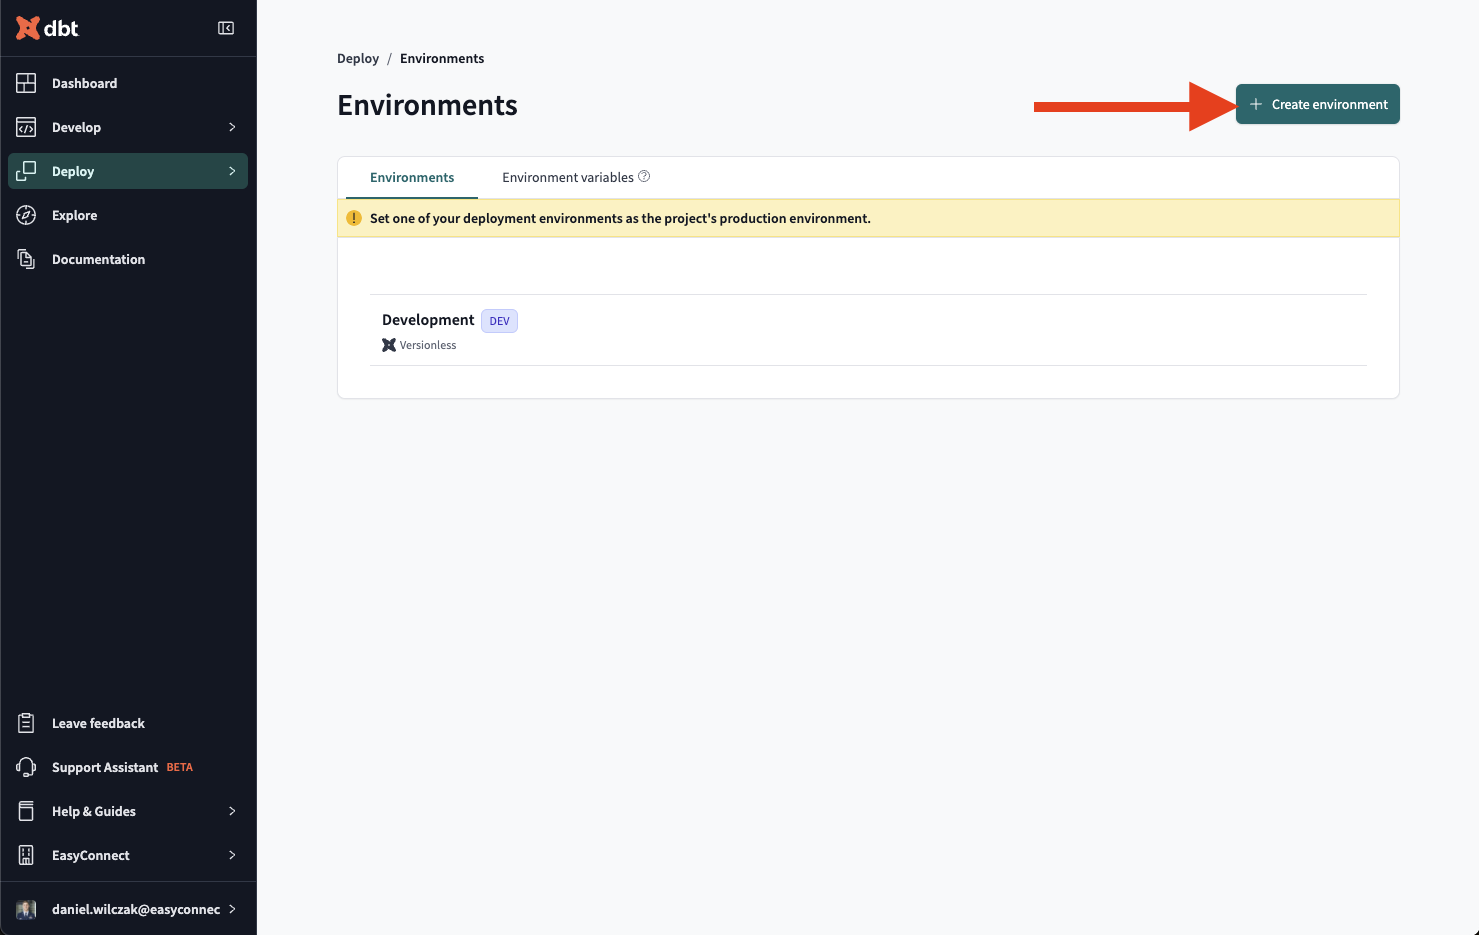 dbt
Dashboard
Develop
Deploy
Explore
Documentation
Leave feedback
Support Assistant BETA
Help & Guides
EasyConnect
daniel.wilczak@easyconnec
Deploy / Environments
Environments
+ Create environment
Environments Environment variables ?
! Set one of your deployment environments as the project's production environment.
Development DEV
Versionless